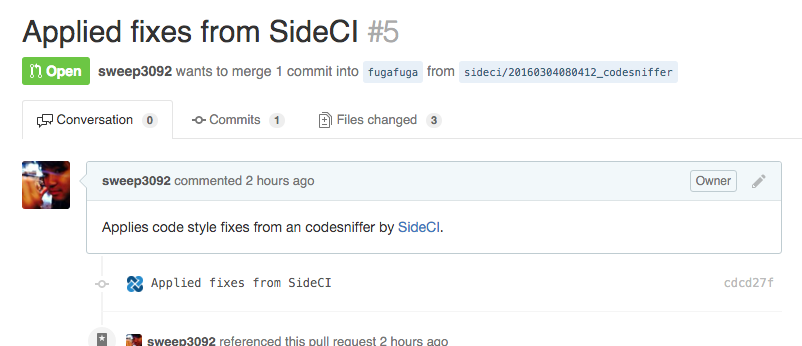 Applied fixes from SideCI #5
Open sweep3092 wants to merge 1 commit into fugafuga from sideci/20160304080412_codesniffer
Conversation 0 Commits 1 Files changed 3
sweep3092 commented 2 hours ago Owner
Applies code style fixes from an codesniffer by SideCI.
Applied fixes from SideCI cdcd27f
sweep3092 referenced this pull request 2 hours ago